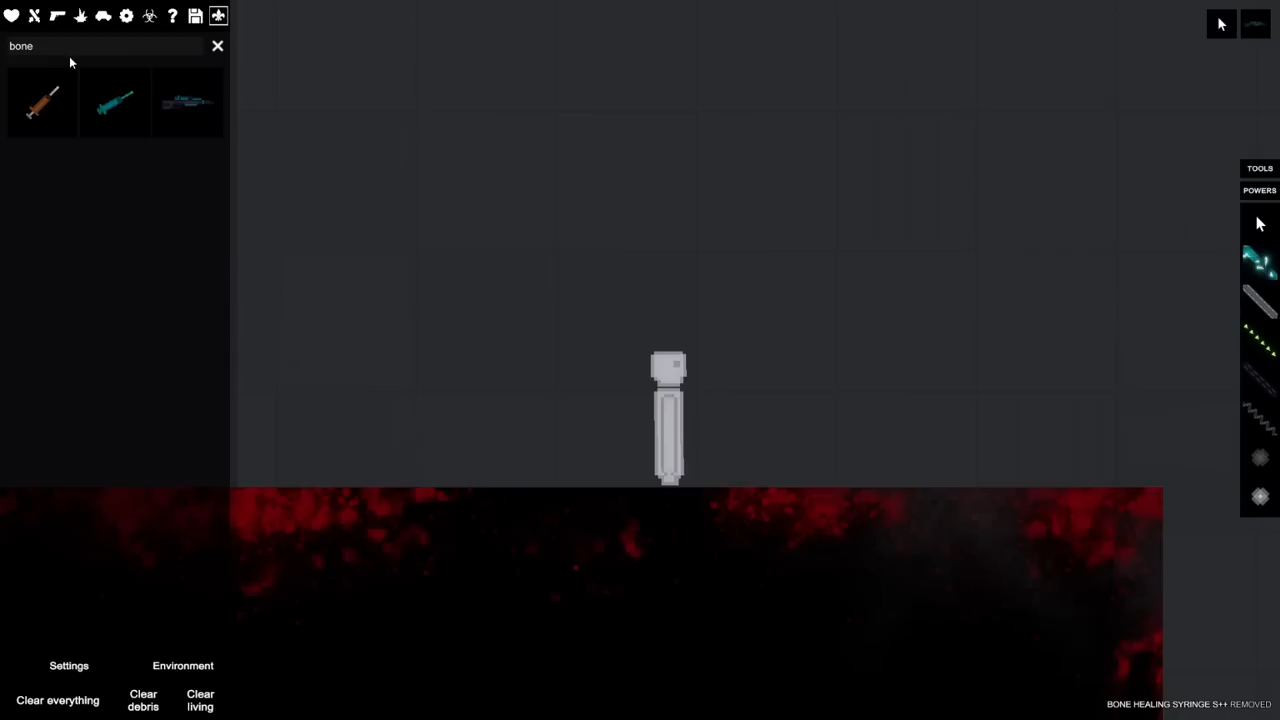 bone
TOOLS
POWERS
Settings
Environment
Clear everything
Clear
debris
Clear
living
BONE HEALING SYRINGE S++ REMOVED